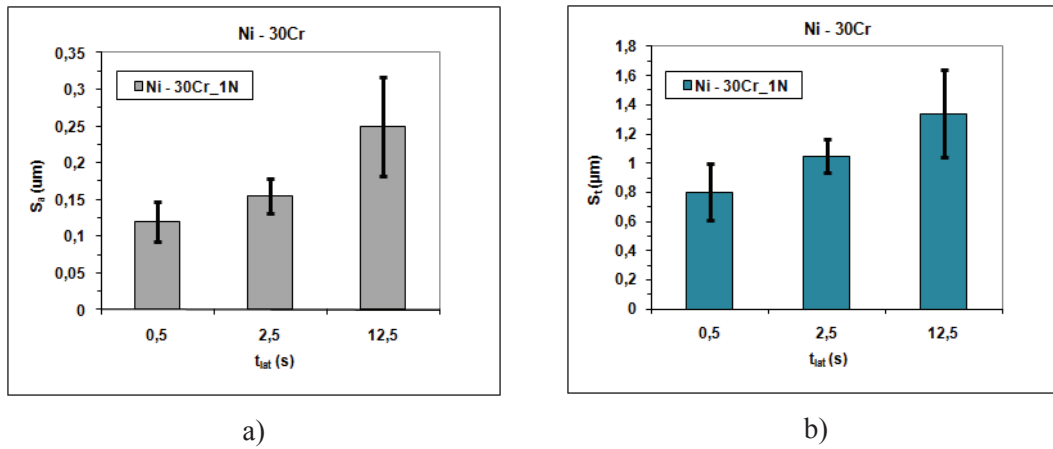 Ni - 30Cr
0,35
0,3
0,25
0,2
0,15
0,1
0,05
0
Sa (um)
Ni - 30Cr_1N
0,5 2,5 12,5
tlat (s)
a)
Ni - 30Cr
1,8
1,6
1,4
1,2
1
0,8
0,6
0,4
0,2
0
St (µm)
Ni - 30Cr_1N
0,5 2,5 12,5
tlat (s)
b)